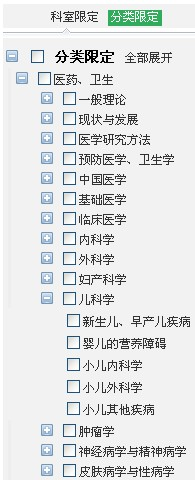 科室限定 分类限定
分类限定 全部展开
医药、卫生
一般理论
现状与发展
医学研究方法
预防医学、卫生学
中国医学
基础医学
临床医学
内科学
外科学
妇产科学
儿科学
新生儿、早产儿疾病
婴儿的营养障碍
小儿内科学
小儿外科学
小儿其他疾病
肿瘤学
神经病学与精神病学
皮肤病学与性病学